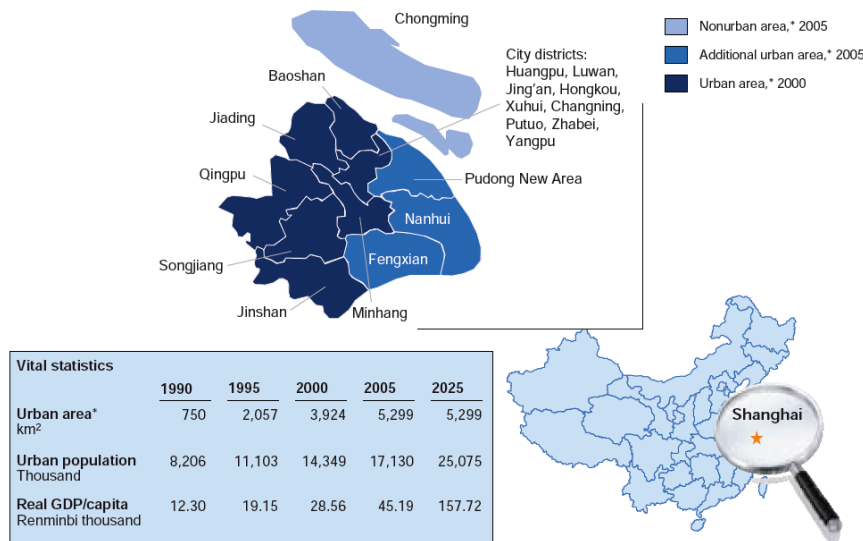 Chongming
Nonurban area,* 2005
Additional urban area,* 2005
Urban area,* 2000
City districts:
Huangpu, Luwan,
Jing'an, Hongkou,
Xuhui, Changning,
Putuo, Zhabei,
Yangpu
Baoshan
Jiading
Qingpu
Pudong New Area
Nanhui
Fengxian
Songjiang
Jinshan
Minhang
Vital statistics
1990 1995 2000 2005 2025
Urban area* 750 2,057 3,924 5,299 5,299
km²
Urban population 8,206 11,103 14,349 17,130 25,075
Thousand
Real GDP/capita 12.30 19.15 28.56 45.19 157.72
Renminbi thousand
Shanghai